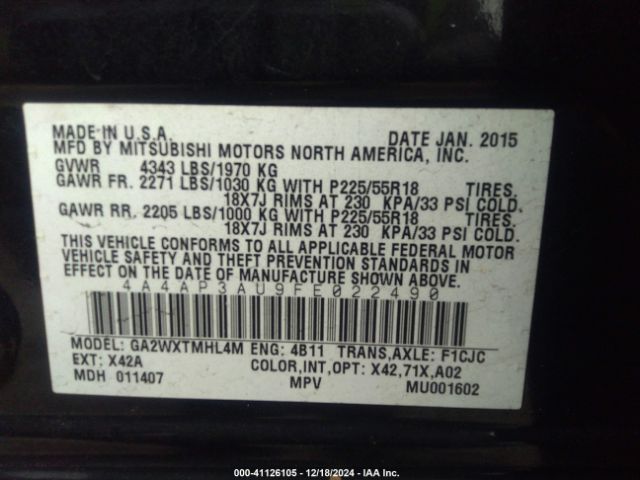 MADE IN U.S.A. DATE JAN. 2015
MFD BY MITSUBISHI MOTORS NORTH AMERICA, INC.
GVWR 4343 LBS/1970 KG
GAWR FR. 2271 LBS/1030 KG WITH P225/55R18 TIRES.
18X7J RIMS AT 230 KPA/33 PSI COLD.
GAWR RR. 2205 LBS/1000 KG WITH P225/55R18 TIRES.
18X7J RIMS AT 230 KPA/33 PSI COLD.
THIS VEHICLE CONFORMS TO ALL APPLICABLE FEDERAL MOTOR
VEHICLE SAFETY AND THEFT PREVENTION STANDARDS IN
EFFECT ON THE DATE OF MANUFACTURE SHOWN ABOVE.
4A4AP3AU9FE022490
MODEL: GA2WXTMHL4M ENG: 4B11 TRANS,AXLE: F1CJC
EXT: X42A COLOR,INT,OPT: X42,71X,A02
MDH 011407 MPV MU001602
000-41126105 - 12/18/2024 - IAA Inc.